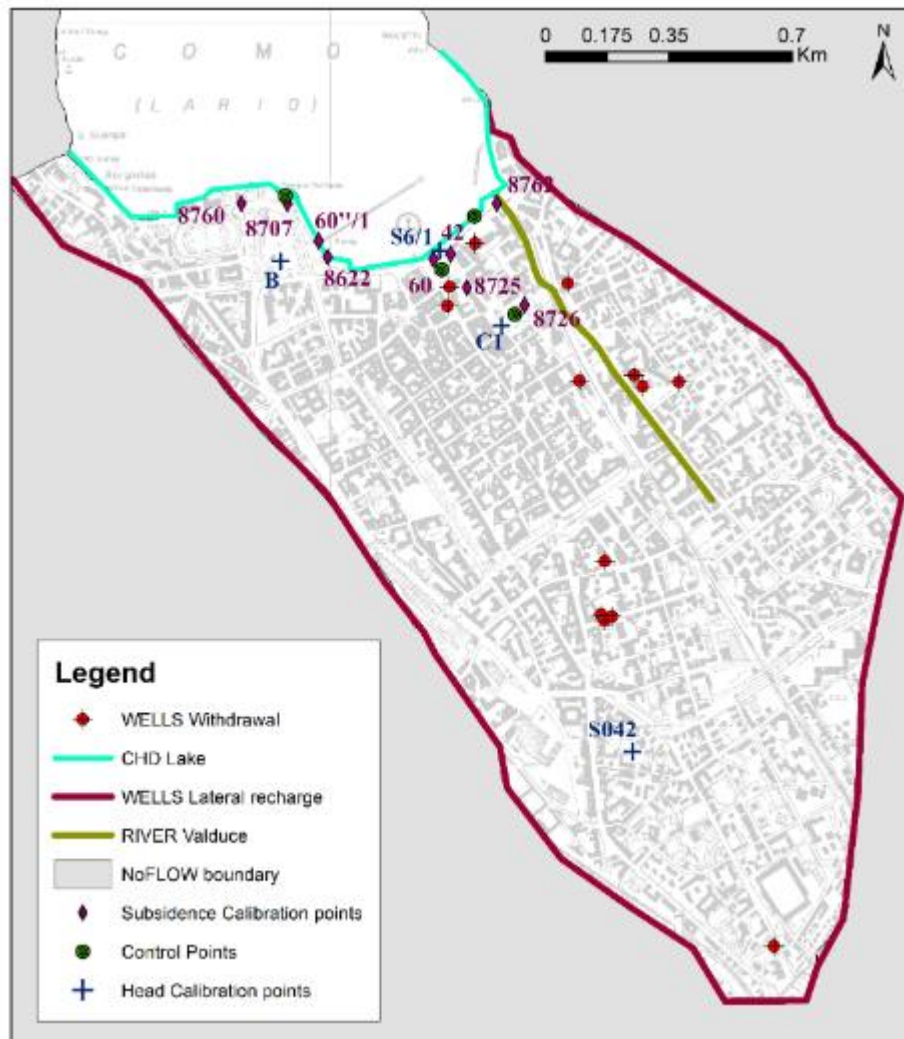 N
0 0.175 0.35 0.7
Km
C O M O
( L A R I O )
8762
8760
8707
60''/1
S6/1
42
8622
B
60
8725
8726
C1
S042
Legend
WELLS Withdrawal
CHD Lake
WELLS Lateral recharge
RIVER Valduce
NoFLOW boundary
Subsidence Calibration points
Control Points
Head Calibration points